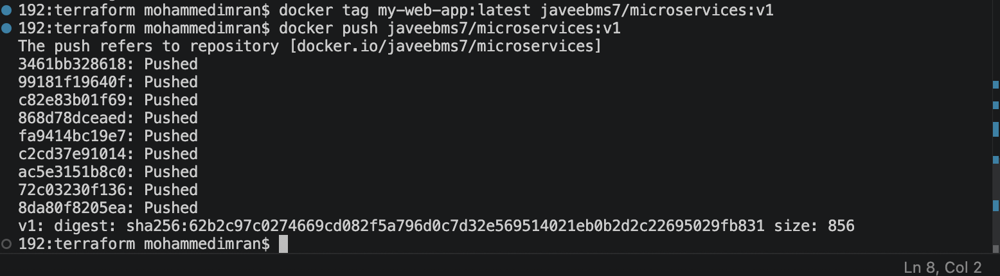 192:terraform mohammedimran$ docker tag my-web-app:latest javeebms7/microservices:v1
192:terraform mohammedimran$ docker push javeebms7/microservices:v1
The push refers to repository [docker.io/javeebms7/microservices]
3461bb328618: Pushed
99181f19640f: Pushed
c82e83b01f69: Pushed
868d78dceaed: Pushed
fa9414bc19e7: Pushed
c2cd37e91014: Pushed
ac5e3151b8c0: Pushed
72c03230f136: Pushed
8da80f8205ea: Pushed
v1: digest: sha256:62b2c97c0274669cd082f5a796d0c7d32e569514021eb0b2d2c22695029fb831 size: 856
192:terraform mohammedimran$
Ln 8, Col 2